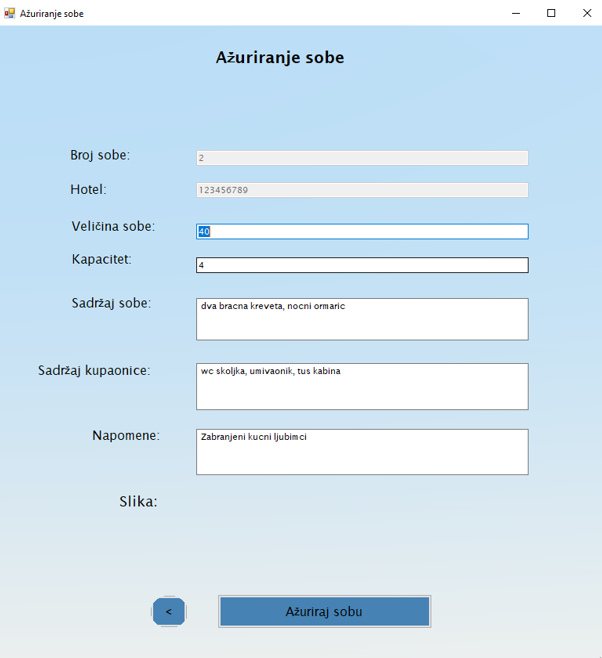 Ažuriranje sobe
Ažuriranje sobe
Broj sobe:
2
Hotel:
123456789
Veličina sobe:
40
Kapacitet:
4
Sadržaj sobe:
dva bracna kreveta, nocni ormaric
Sadržaj kupaonice:
wc skoljka, umivaonik, tus kabina
Napomene:
Zabranjeni kucni ljubimci
Slika:
<
Ažuriraj sobu